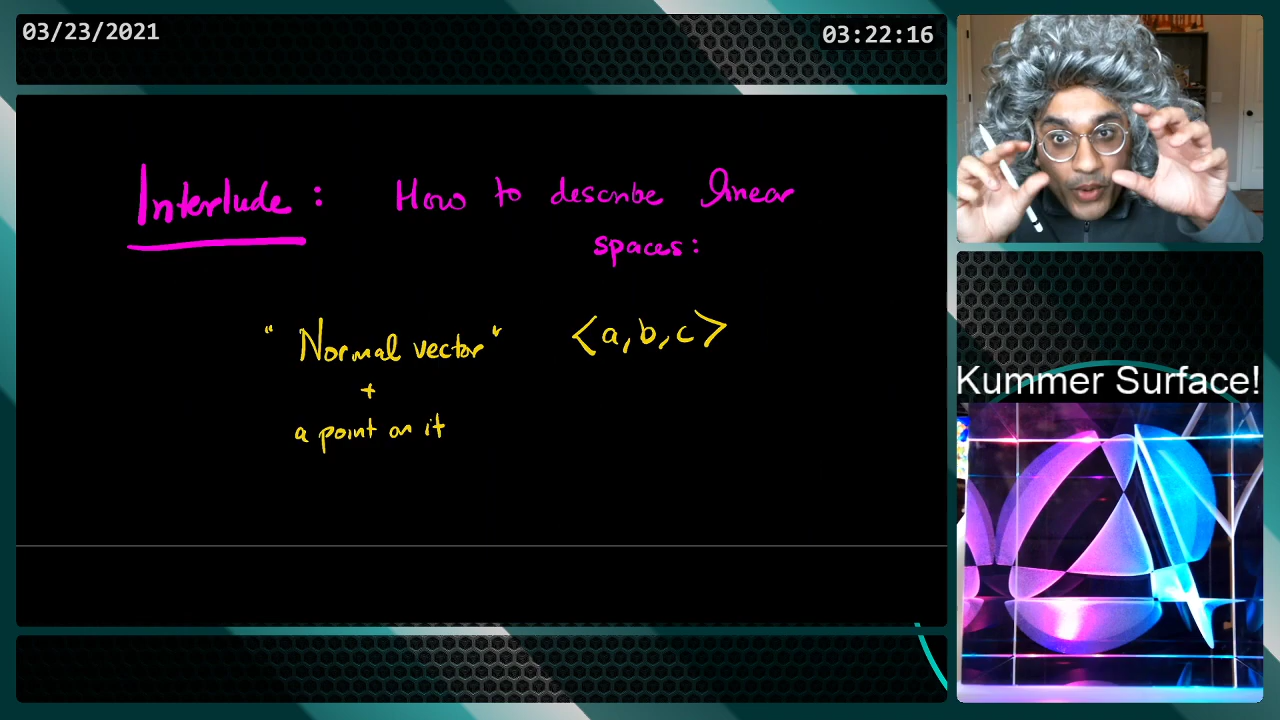 03/23/2021
03:22:16
Interlude: How to describe linear
spaces:
"Normal vector" <a, b, c>
+
a point on it
Kummer Surface!